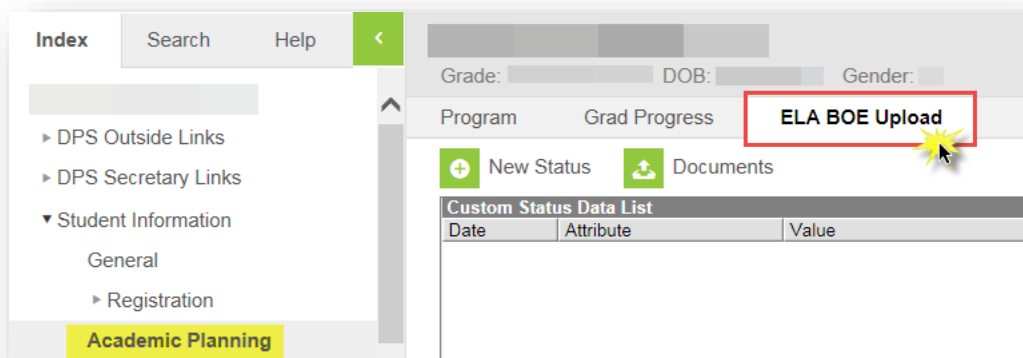 Index Search Help
DPS Outside Links
DPS Secretary Links
Student Information
General
Registration
Academic Planning
Grade: DOB: Gender:
Program Grad Progress ELA BOE Upload
New Status Documents
Custom Status Data List
Date Attribute Value